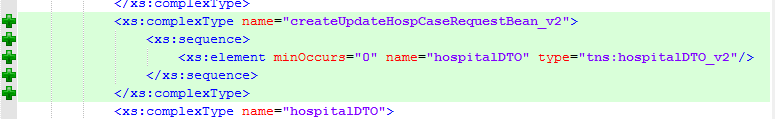 </xs:complexType>
<xs:complexType name="createUpdateHospCaseRequestBean_v2">
<xs:sequence>
<xs:element minOccurs="0" name="hospitalDTO" type="tns:hospitalDTO_v2"/>
</xs:sequence>
</xs:complexType>
<xs:complexType name="hospitalDTO">